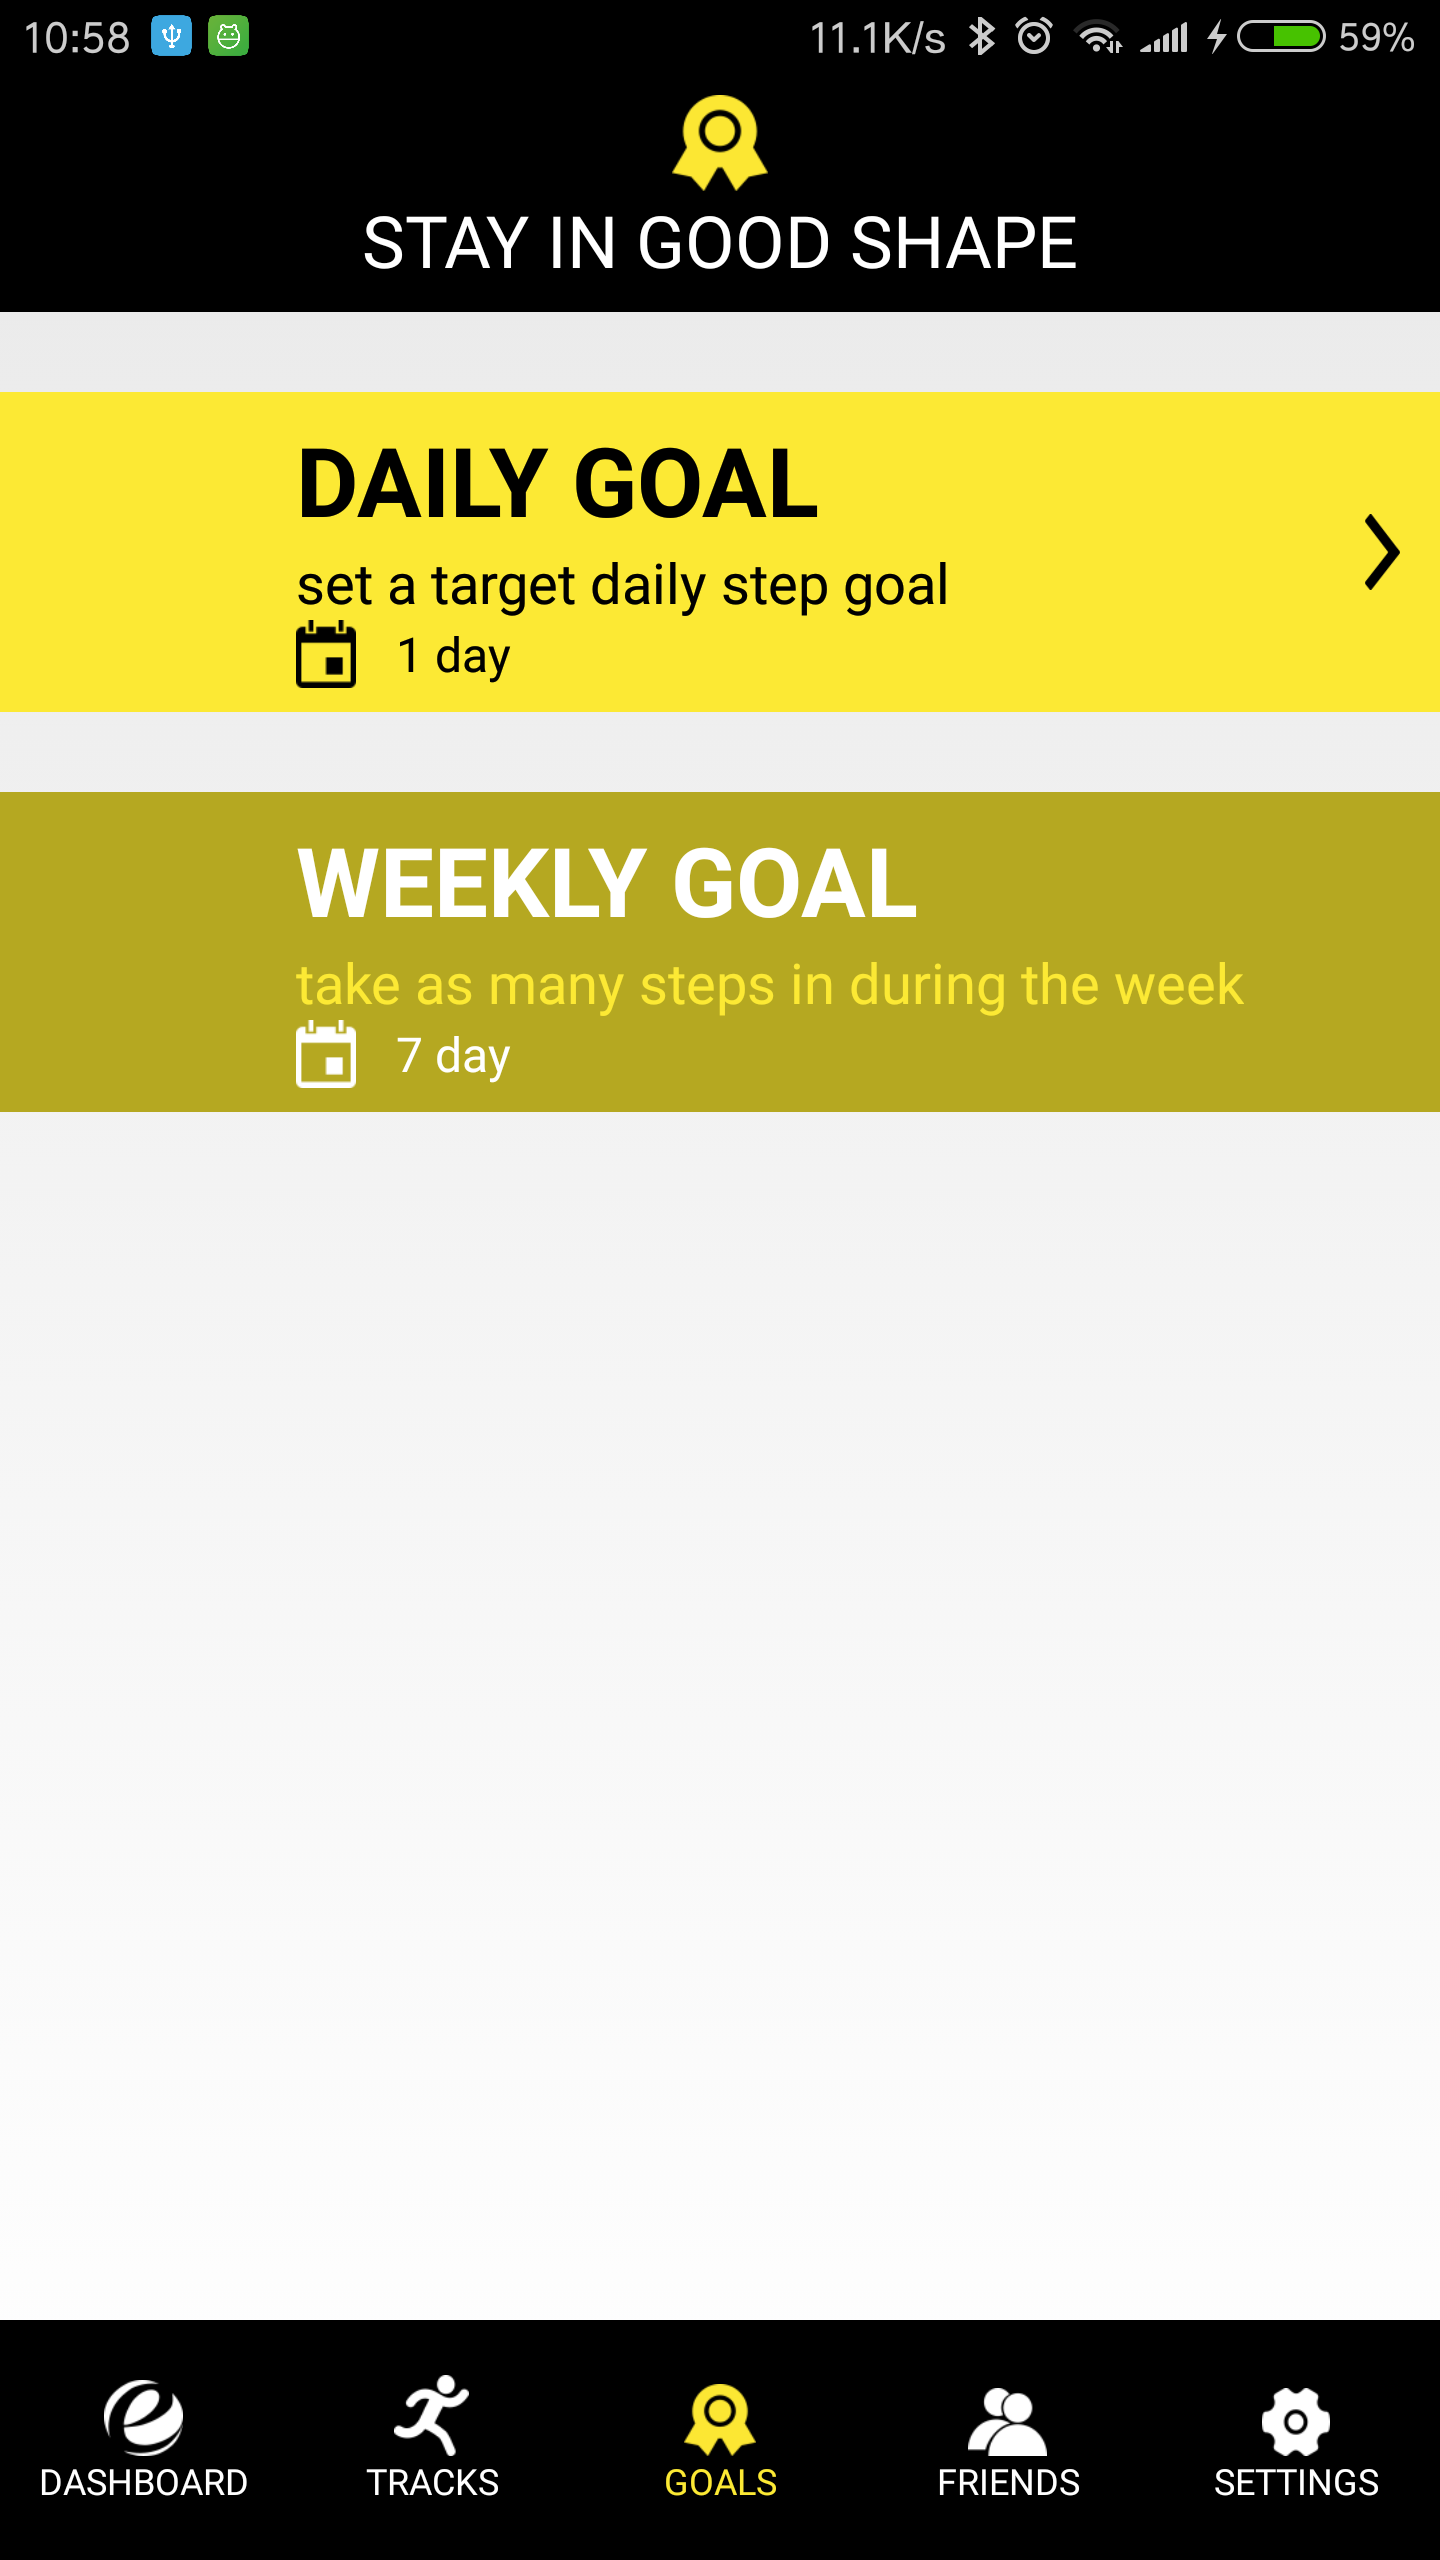 10:58 11.1K/s 59%
STAY IN GOOD SHAPE
DAILY GOAL
set a target daily step goal
1 day
WEEKLY GOAL
take as many steps in during the week
7 day
DASHBOARD TRACKS GOALS FRIENDS SETTINGS